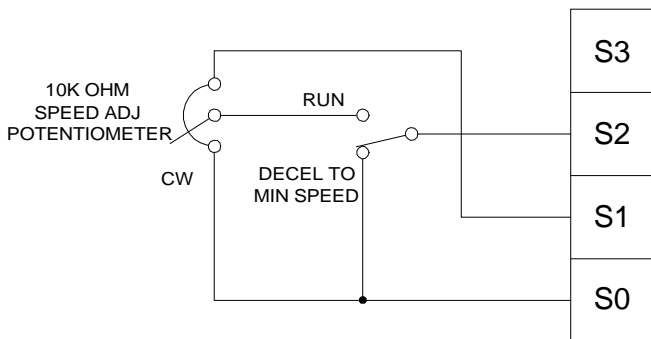 10K OHM
SPEED ADJ
POTENTIOMETER
CW
RUN
DECEL TO
MIN SPEED
S3
S2
S1
S0